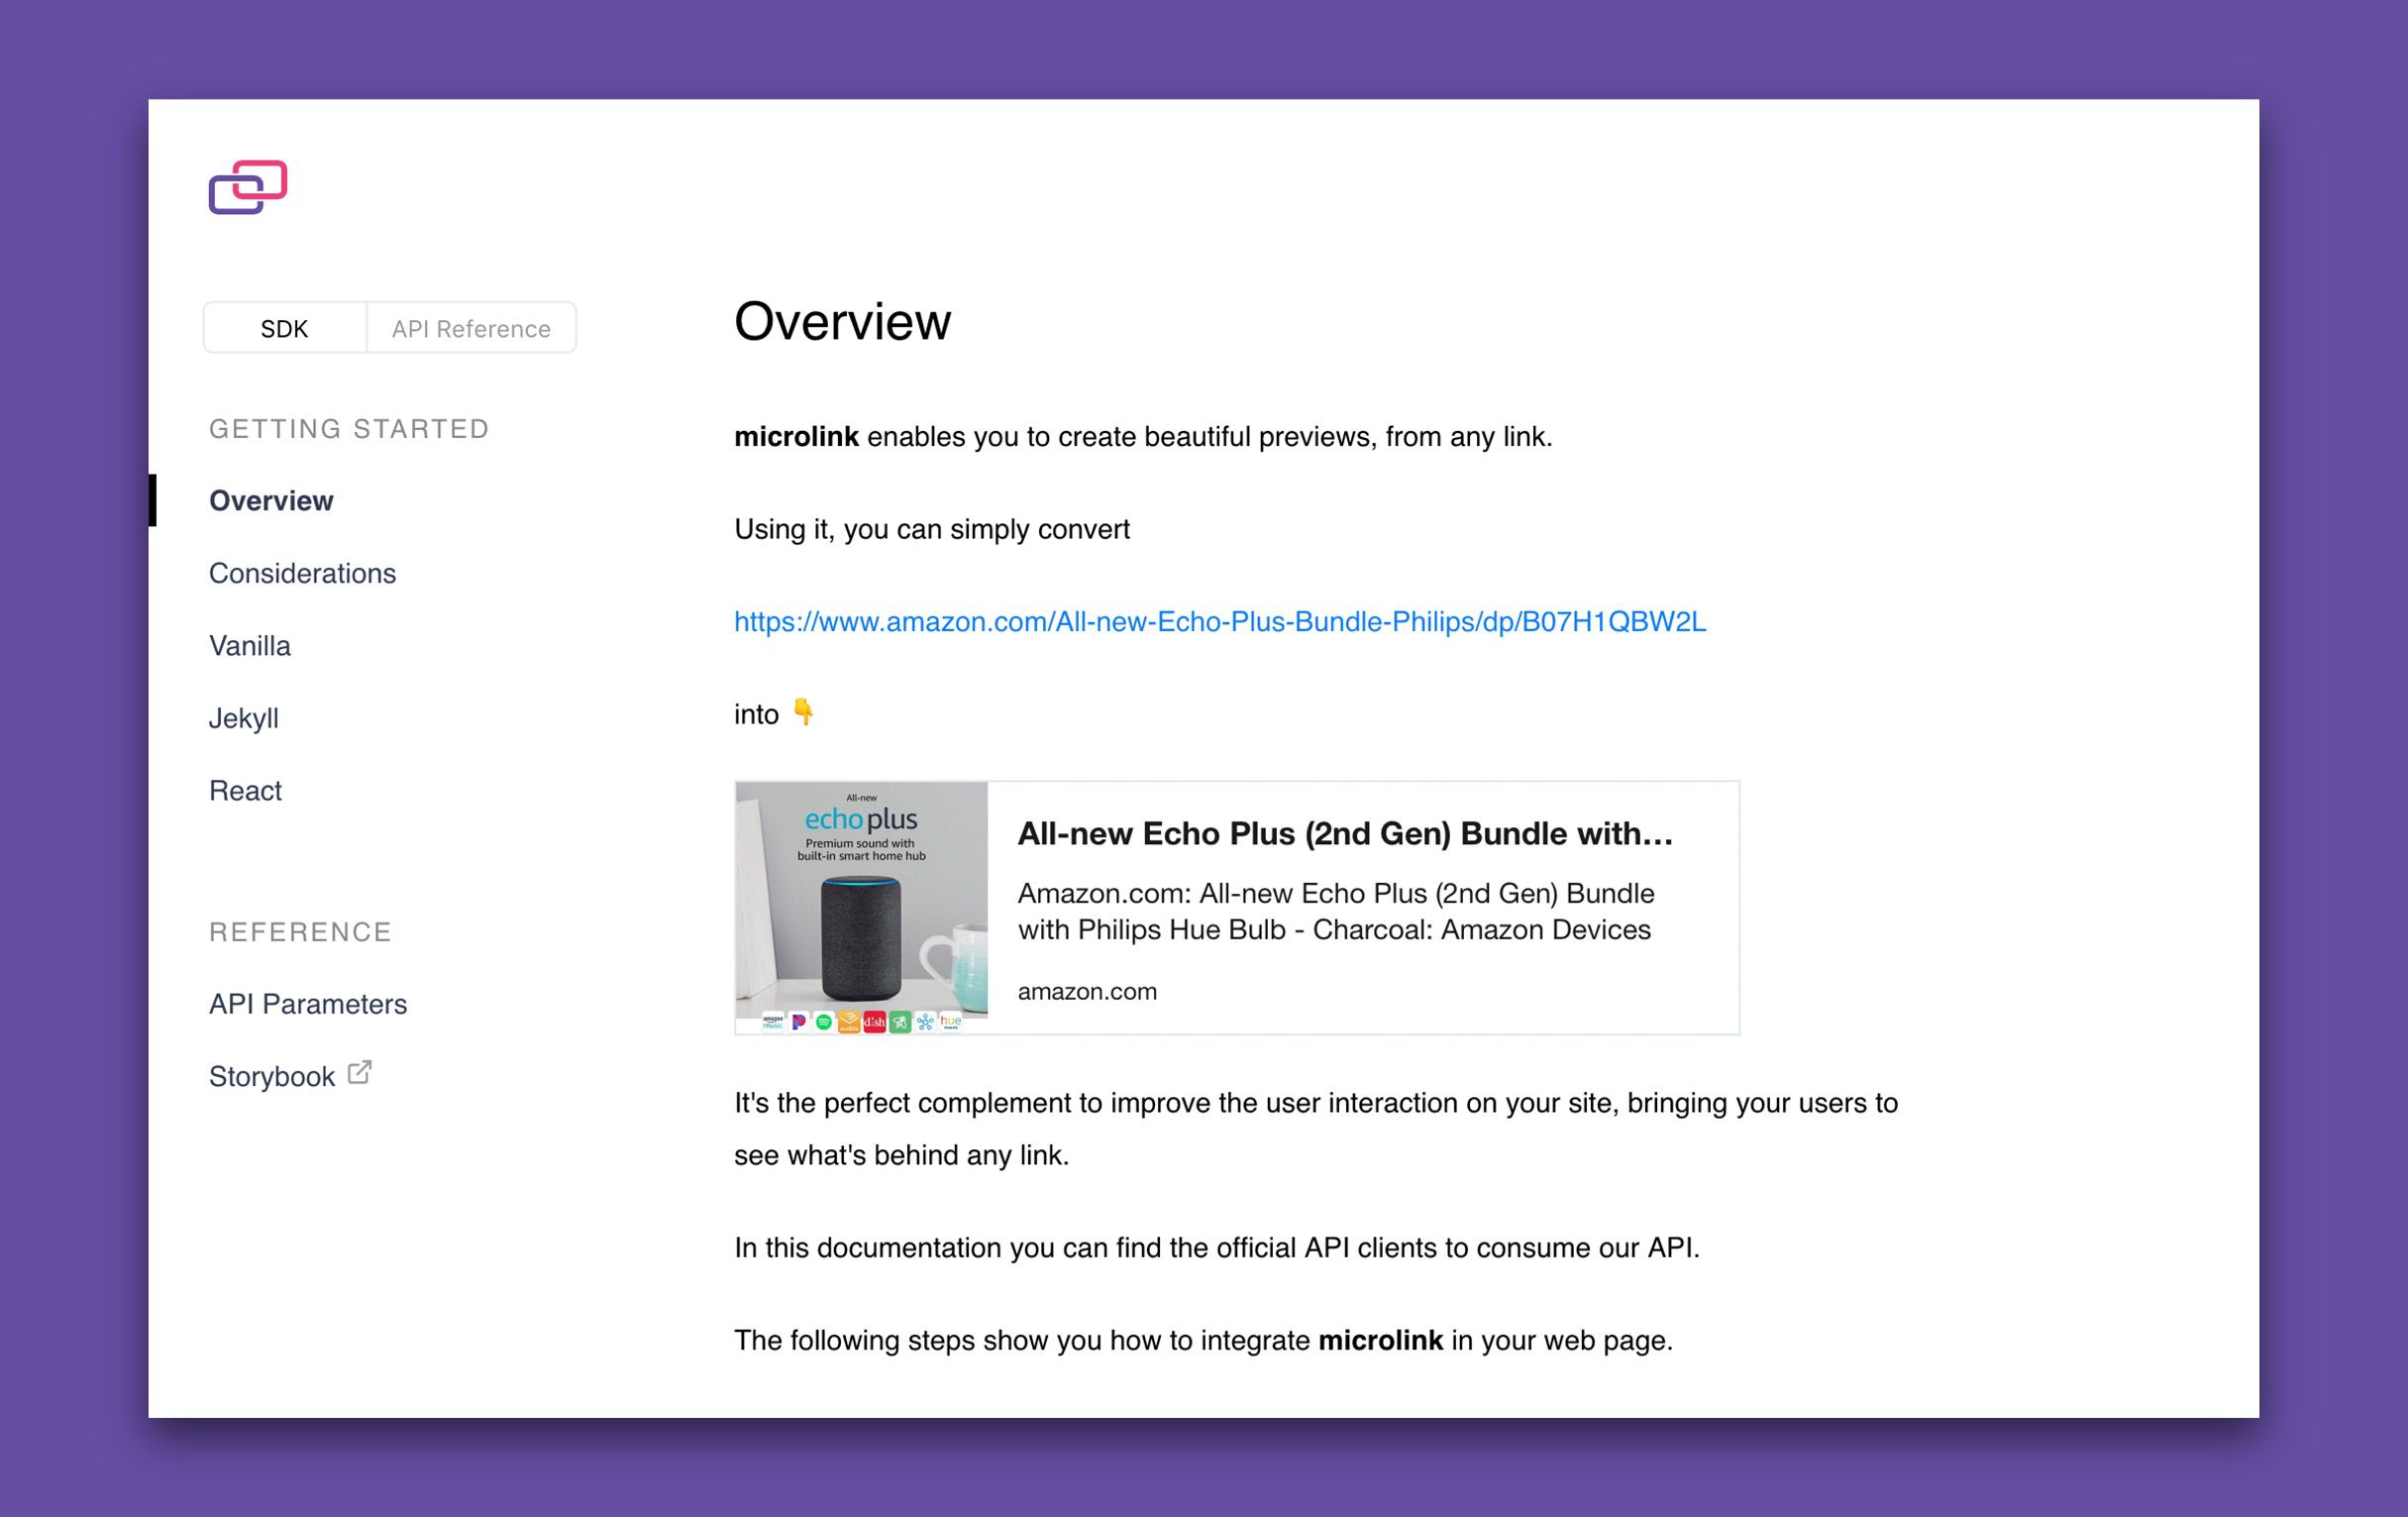 SDK
API Reference
GETTING STARTED
Overview
Considerations
Vanilla
Jekyll
React
REFERENCE
API Parameters
Storybook
Overview
microlink enables you to create beautiful previews, from any link.
Using it, you can simply convert
https://www.amazon.com/All-new-Echo-Plus-Bundle-Philips/dp/B07H1QBW2L
into 👇
All-new
echo plus
Premium sound with
built-in smart home hub
amazon music
audible
dish
hue
All-new Echo Plus (2nd Gen) Bundle with...
Amazon.com: All-new Echo Plus (2nd Gen) Bundle
with Philips Hue Bulb - Charcoal: Amazon Devices
amazon.com
It's the perfect complement to improve the user interaction on your site, bringing your users to
see what's behind any link.
In this documentation you can find the official API clients to consume our API.
The following steps show you how to integrate microlink in your web page.